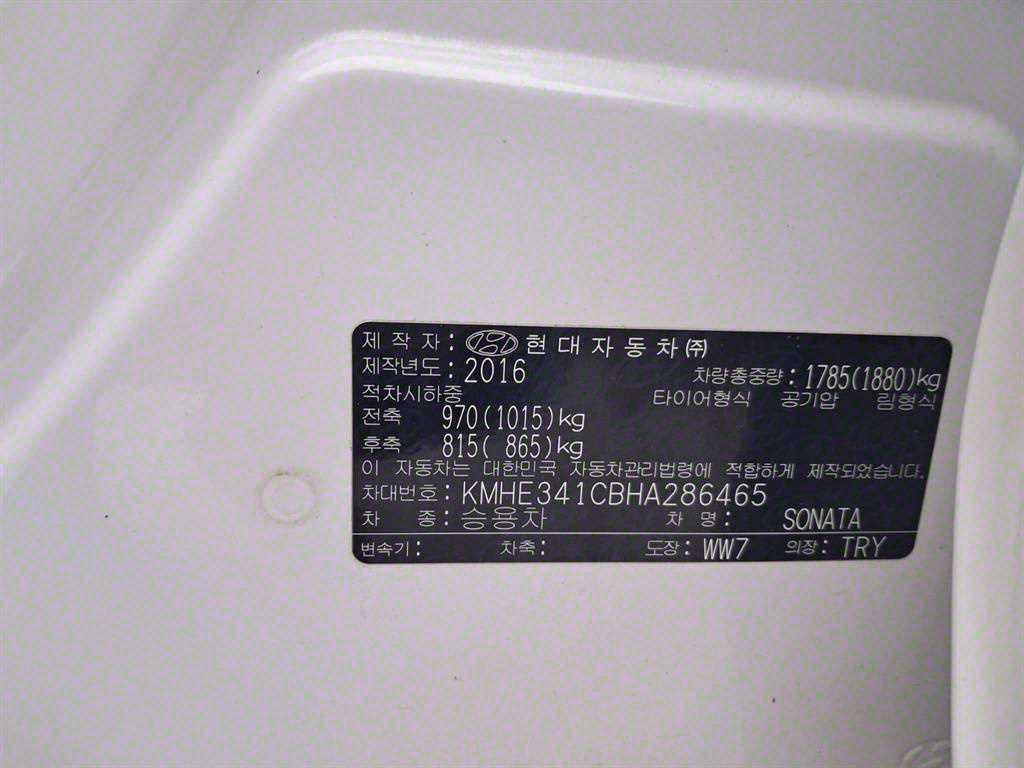 제 작 자 : 현대자동차㈜
제작년도 : 2016 차량총중량 : 1785(1880)kg
적차시하중 타이어형식 공기압 림형식
전축 970(1015)kg
후축 815( 865)kg
이 자동차는 대한민국 자동차관리법령에 적합하게 제작되었습니다.
차대번호 : KMHE341CBHA286465
차 종 : 승용차 차 명 : SONATA
변속기 : 차축 : 도장 : WW7 의장 : TRY